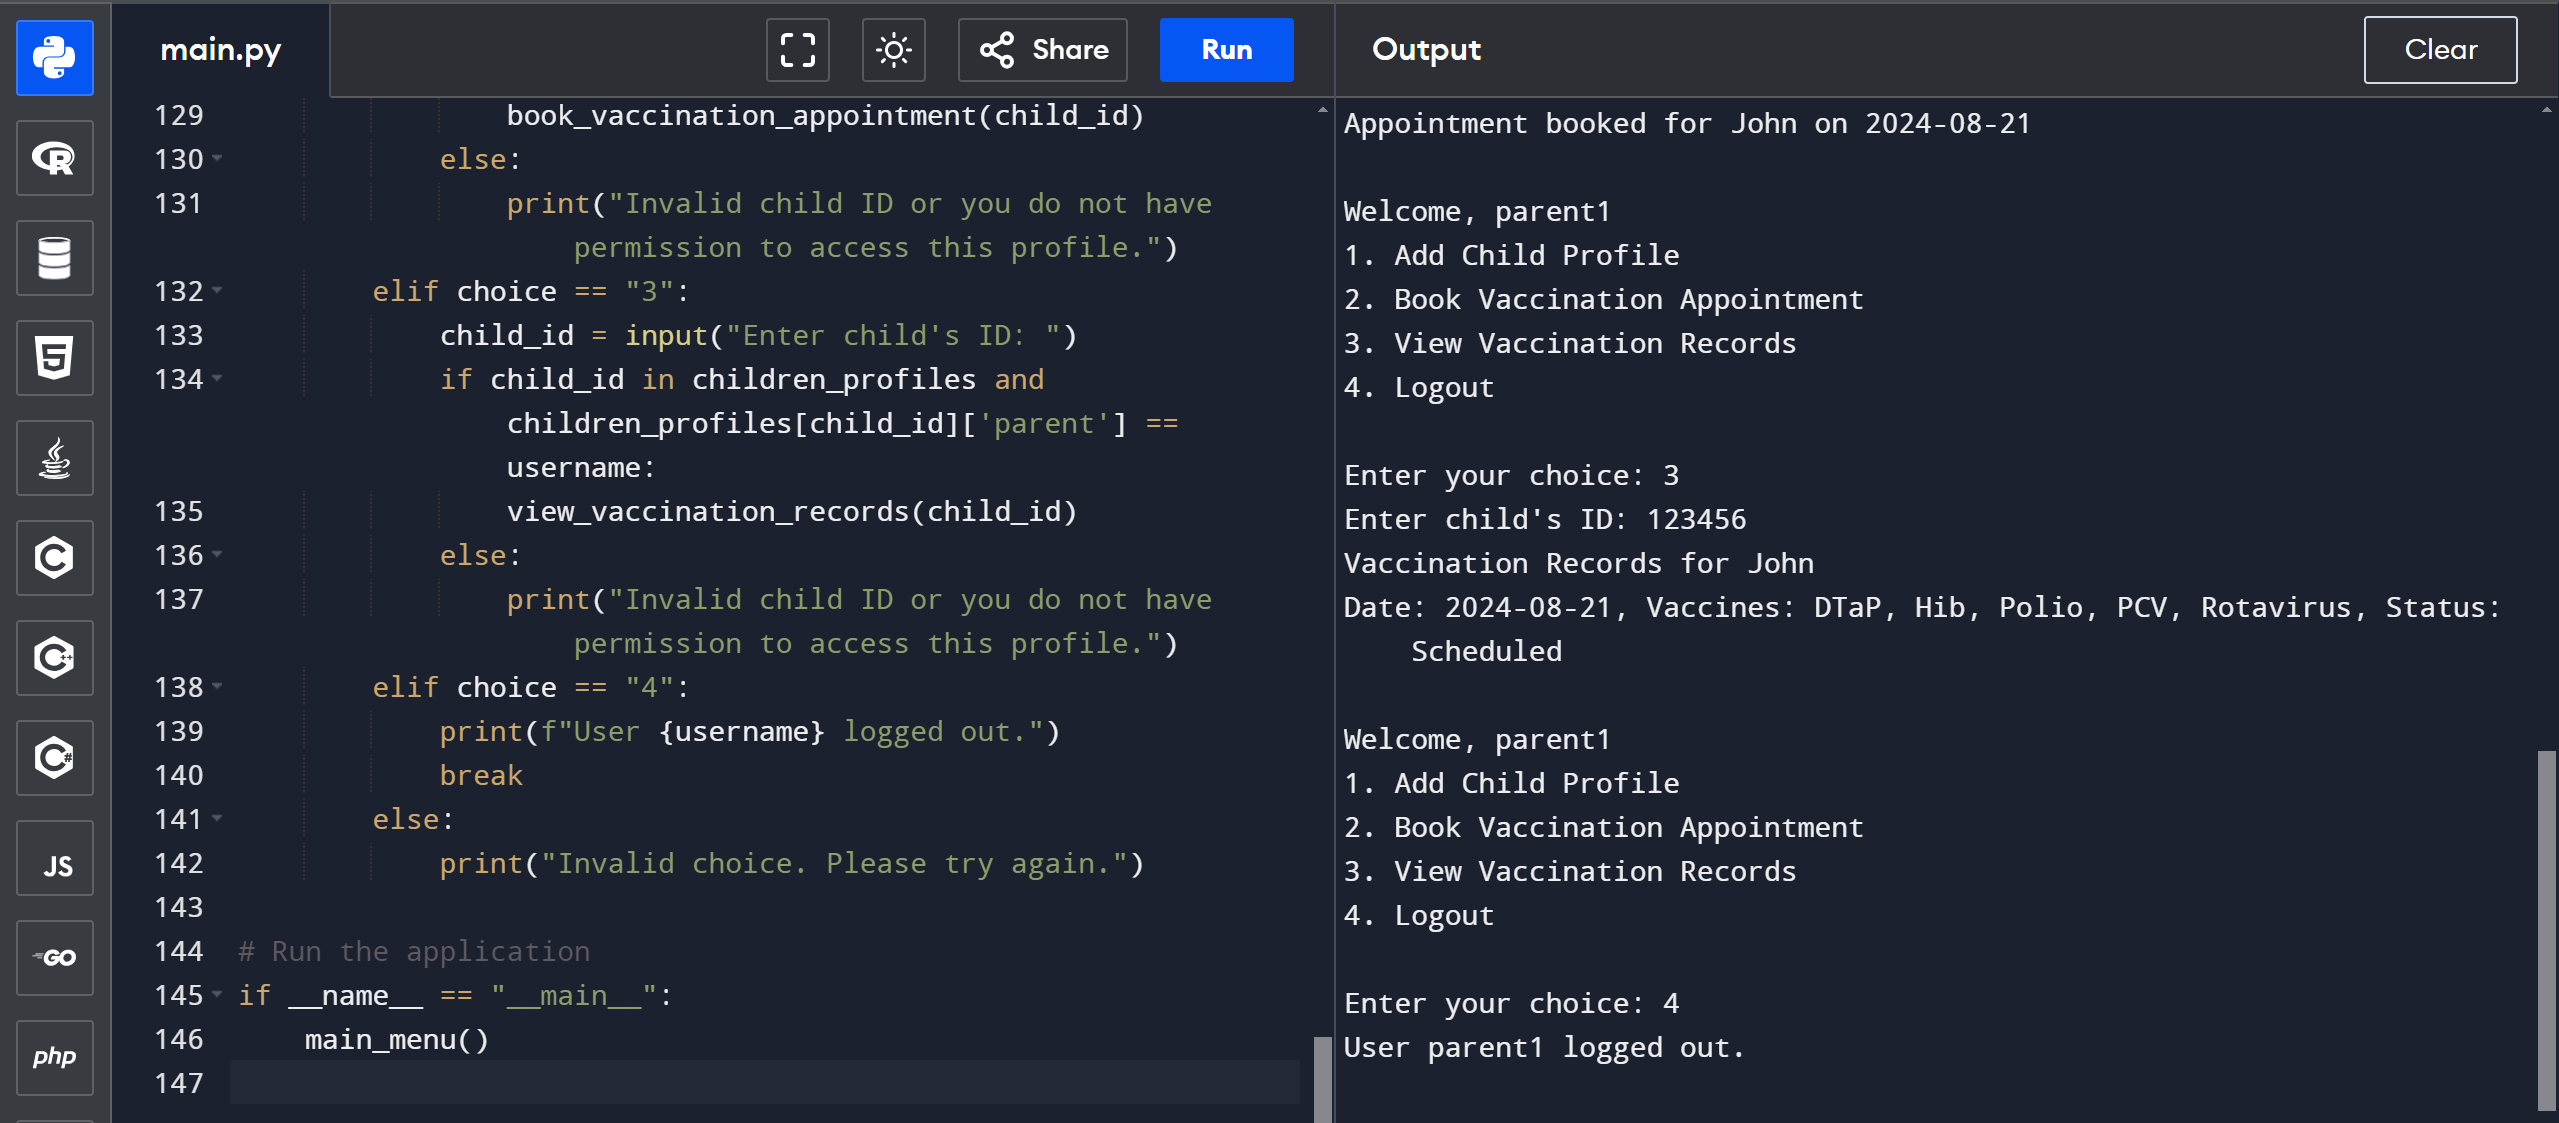 main.py
Share
Run
Output
Clear
R
5
C
C++
C#
JS
GO
php
129 book_vaccination_appointment(child_id)
130 else:
131 print("Invalid child ID or you do not have
permission to access this profile.")
132 elif choice == "3":
133 child_id = input("Enter child's ID: ")
134 if child_id in children_profiles and
children_profiles[child_id]['parent'] ==
username:
135 view_vaccination_records(child_id)
136 else:
137 print("Invalid child ID or you do not have
permission to access this profile.")
138 elif choice == "4":
139 print(f"User {username} logged out.")
140 break
141 else:
142 print("Invalid choice. Please try again.")
143
144 # Run the application
145 if __name__ == "__main__":
146 main_menu()
147
Appointment booked for John on 2024-08-21
Welcome, parent1
1. Add Child Profile
2. Book Vaccination Appointment
3. View Vaccination Records
4. Logout
Enter your choice: 3
Enter child's ID: 123456
Vaccination Records for John
Date: 2024-08-21, Vaccines: DTaP, Hib, Polio, PCV, Rotavirus, Status:
Scheduled
Welcome, parent1
1. Add Child Profile
2. Book Vaccination Appointment
3. View Vaccination Records
4. Logout
Enter your choice: 4
User parent1 logged out.